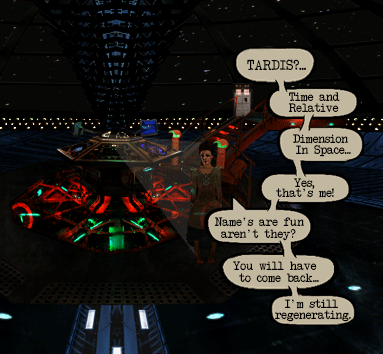 TARDIS?...
Time and
Relative
Dimension
In Space...
Yes,
that's me!
Name's are fun
aren't they?
You will have
to come back...
I'm still
regenerating.